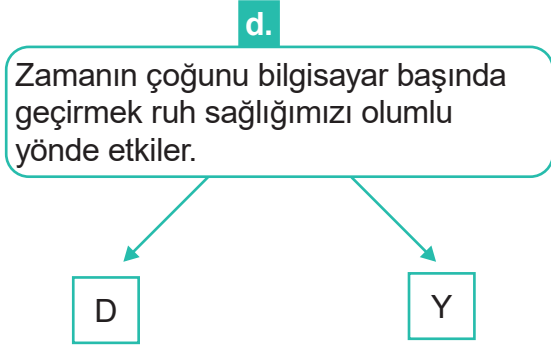 d.
Zamanın çoğunu bilgisayar başında
geçirmek ruh sağlığımızı olumlu
yönde etkiler.
D
Y